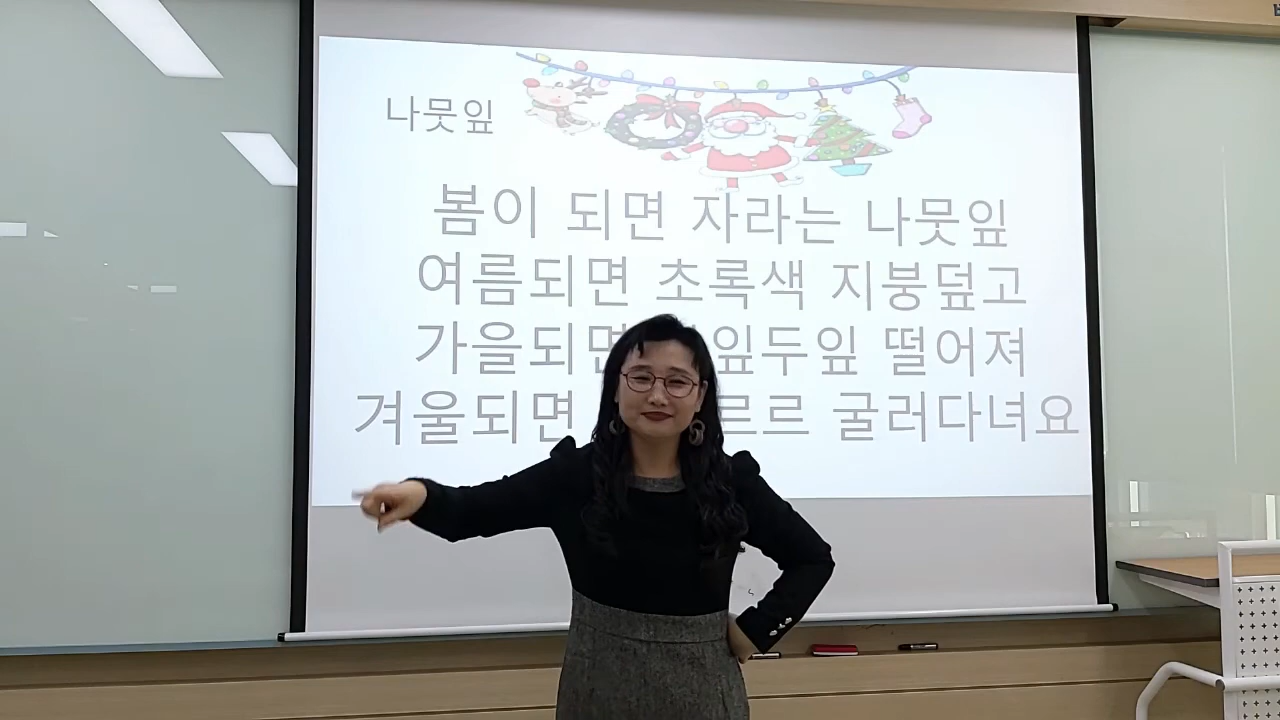 나뭇잎
봄이 되면 자라는 나뭇잎
여름되면 초록색 지붕덮고
가을되면 잎두잎 떨어져
겨울되면 르르 굴러다녀요